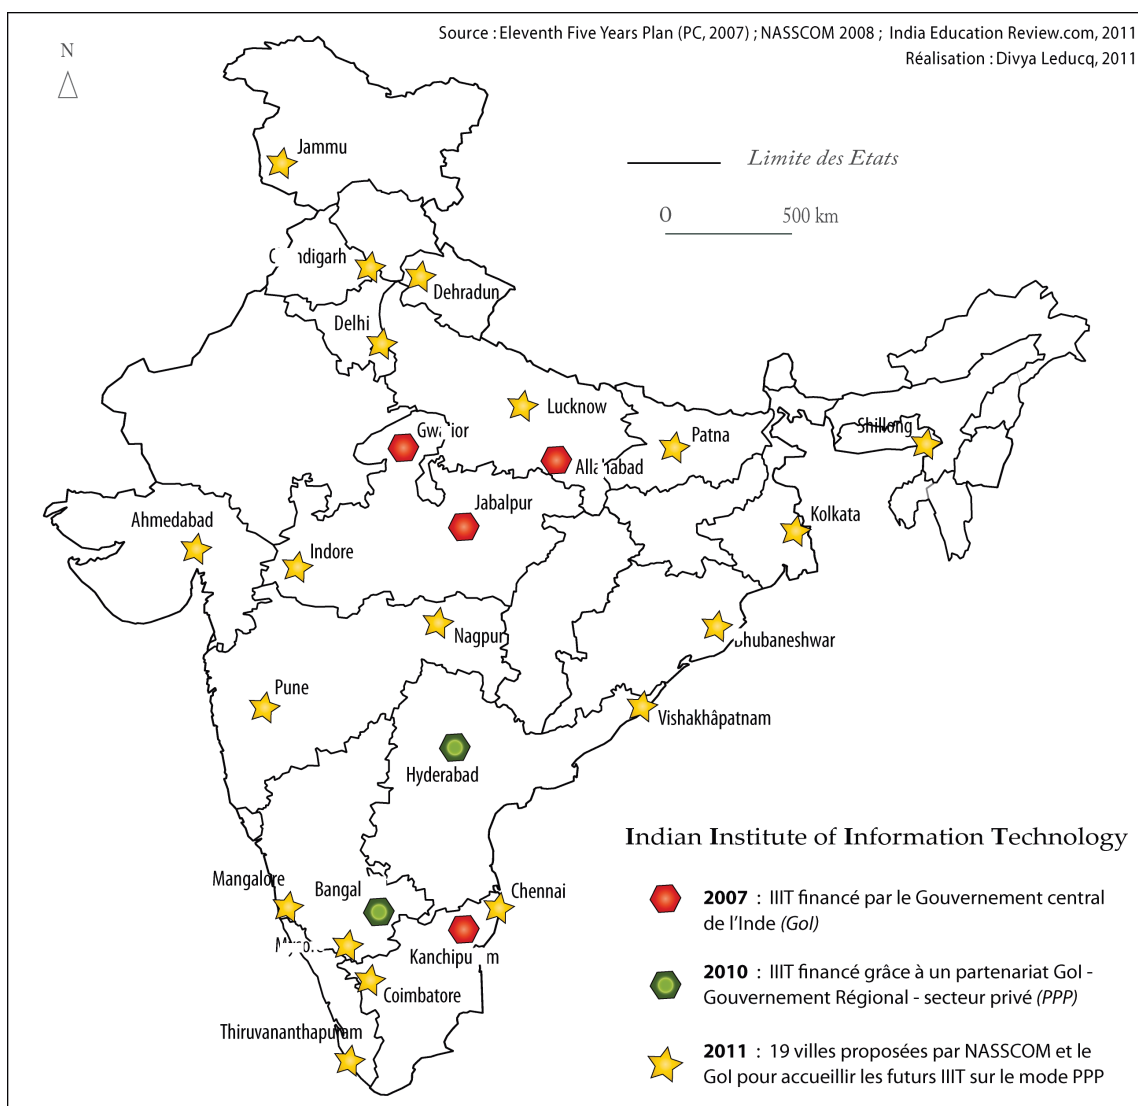 Source : Eleventh Five Years Plan (PC, 2007) ; NASSCOM 2008 ; India Education Review.com, 2011
Réalisation : Divya Leducq, 2011
N
Jammu
Limite des Etats
0 500 km
Dehradun
Delhi
Lucknow
Patna
Shillong
Jabalpur
Kolkata
Ahmedabad
Indore
Nagpur
Pune
Vishakhâpatnam
Hyderabad
Indian Institute of Information Technology
Mangalore
Bangal
Chennai
2007 : IIIT financé par le Gouvernement central
de l'Inde (GoI)
2010 : IIIT financé grâce à un partenariat GoI -
Gouvernement Régional - secteur privé (PPP)
Coimbatore
Thiruvananthapuram
2011 : 19 villes proposées par NASSCOM et le
GoI pour accueillir les futurs IIIT sur le mode PPP